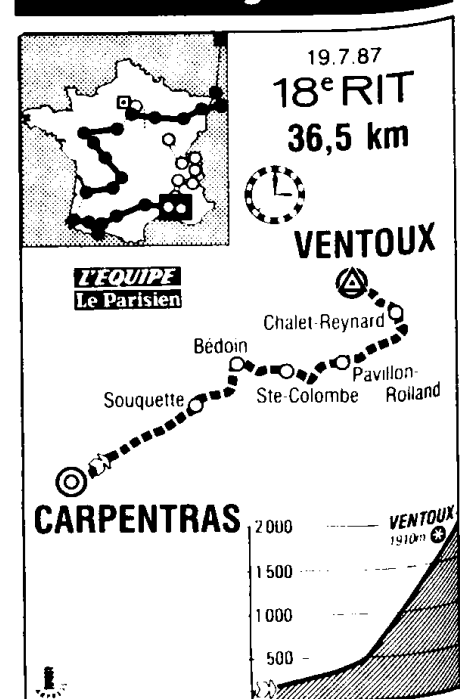 19.7.87
18e RIT
36,5 km
VENTOUX
L'EQUIPE
Le Parisien
Chalet-Reynard
Bédoin
Pavillon-
Rolland
Ste-Colombe
Souquette
CARPENTRAS
2000
VENTOUX
1910m
1500
1000
500